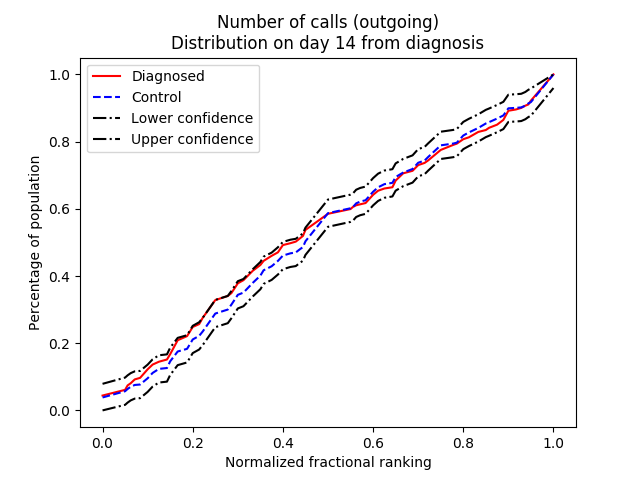 Number of calls (outgoing)
Distribution on day 14 from diagnosis
Diagnosed
Control
Lower confidence
Upper confidence
Percentage of population
1.0
0.8
0.6
0.4
0.2
0.0
0.0 0.2 0.4 0.6 0.8 1.0
Normalized fractional ranking